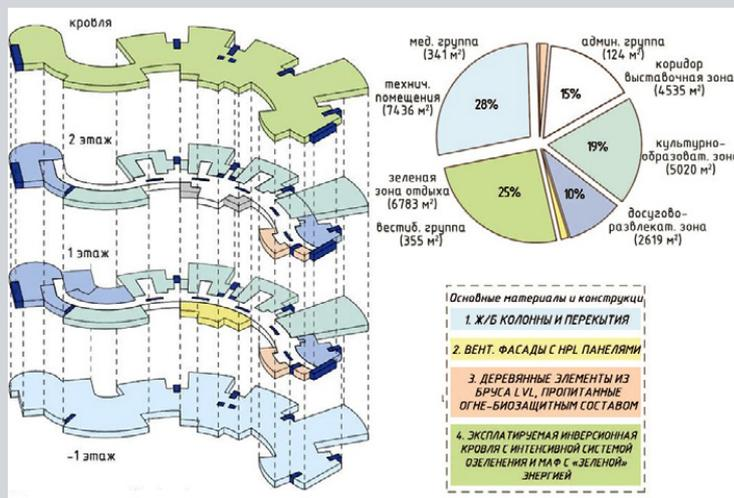 кровля
2 этаж
1 этаж
-1 этаж
мед. группа
(341 м²)
технич.
помещения
(7436 м²)
зеленая
зона отдыха
(6783 м²)
вестиб. группа
(355 м²)
админ. группа
(124 м²)
коридор
выставочная зона
(4535 м²)
культурно-
образоват. зона
(5020 м²)
досугово-
развлекат. зона
(2619 м²)
28%
15%
19%
10%
25%
Основные материалы и конструкци
1. Ж/Б КОЛОННЫ И ПЕРЕКЫТИЯ
2. ВЕНТ. ФАСАДЫ С HPL ПАНЕЛЯМИ
3. ДЕРЕВЯННЫЕ ЭЛЕМЕНТЫ ИЗ
БРУСА LVL, ПРОПИТАННЫЕ
ОГНЕ-БИОЗАЩИТНЫМ СОСТАВОМ
4. ЭКСПЛАТИРУЕМАЯ ИНВЕРСИОННАЯ
КРОВЛЯ С ИНТЕНСИВНОЙ СИСТЕМОЙ
ОЗЕЛЕНЕНИЯ И МАФ С «ЗЕЛЕНОЙ»
ЭНЕРГИЕЙ